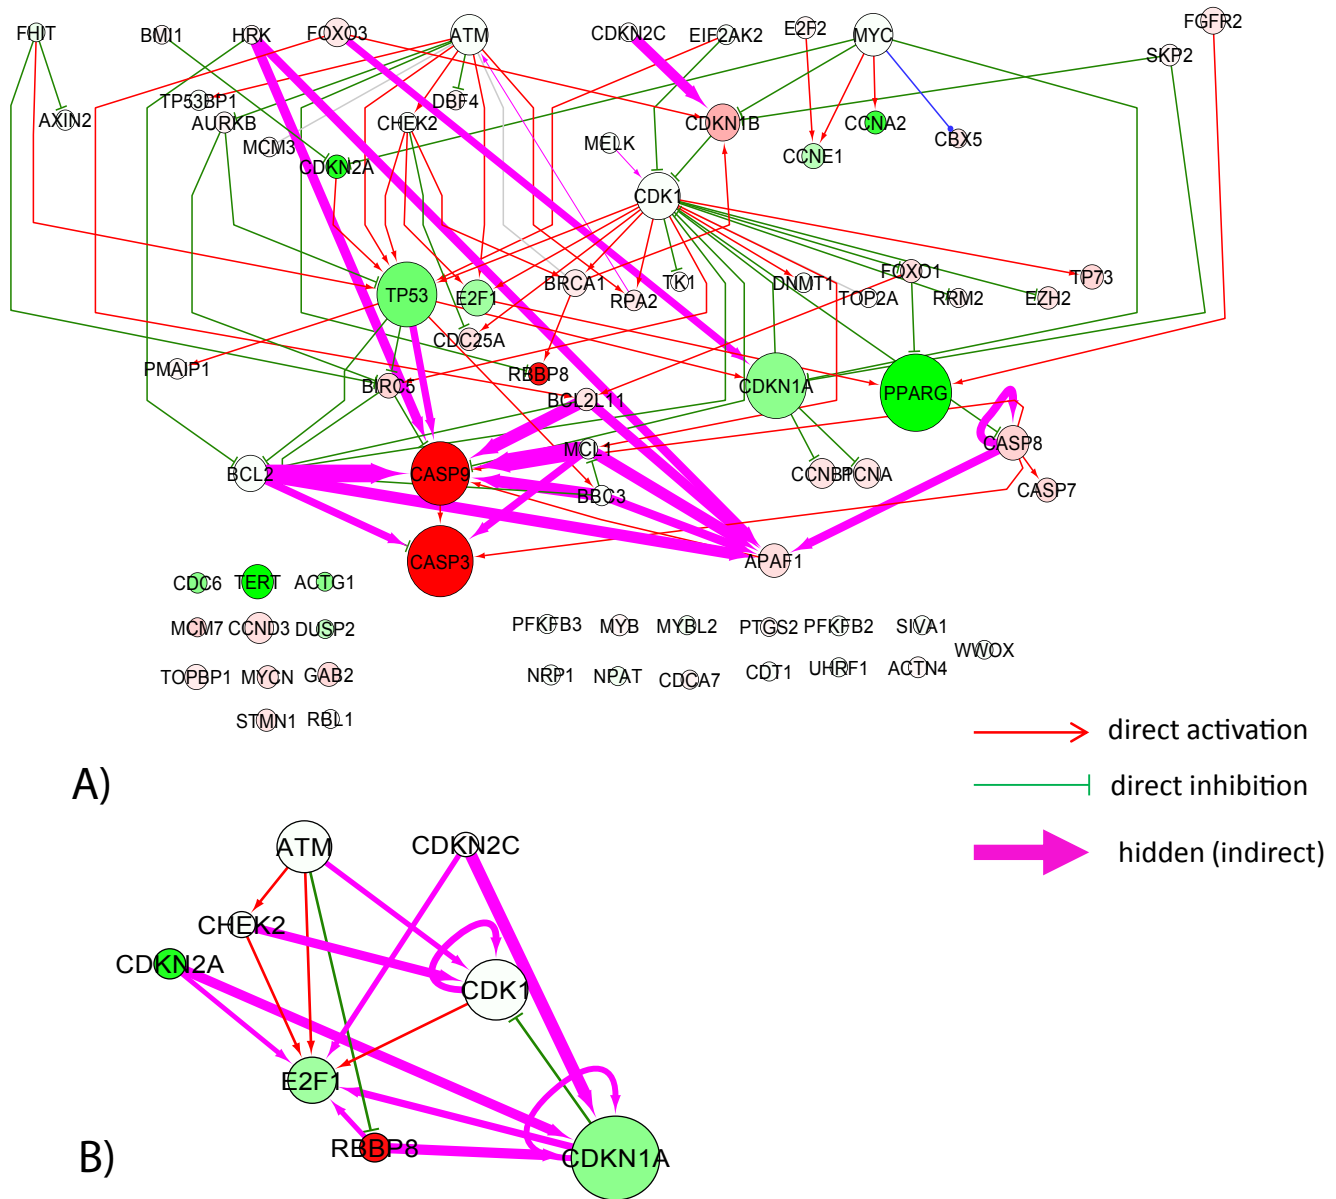 FHIT BMI1 HRK FOXO3 ATM CDKN2C EIF2AK2 E2F2 MYC FGFR2
SKP2
TP53BP1 DBF4
AXIN2 AURKB CHEK2 CDKN1B CCNA2
MCM3 MELK CCNE1 CBX5
CDKN2A
CDK1
TP53 E2F1 BRCA1 RPA2 TK1 DNMT1 TOP2A FOXO1 RRM2 EZH2 TP73
CDC25A
PMAIP1 BIRC5 RBBP8 BCL2L11 CDKN1A PPARG
MCL1 CASP8
BCL2 CASP9 BBC3 CCNB1 PCNA CASP7
CASP3 APAF1
CDC6 TERT ACTG1
MCM7 CCND3 DUSP2 PFKFB3 MYB MYBL2 PTGS2 PFKFB2 SIVA1
WWOX
TOPBP1 MYCN GAB2 NRP1 NPAT CDCA7 CDT1 UHRF1 ACTN4
STMN1 RBL1
direct activation
A) direct inhibition
hidden (indirect)
ATM CDKN2C
CHEK2
CDKN2A
CDK1
E2F1
B) RBBP8 CDKN1A